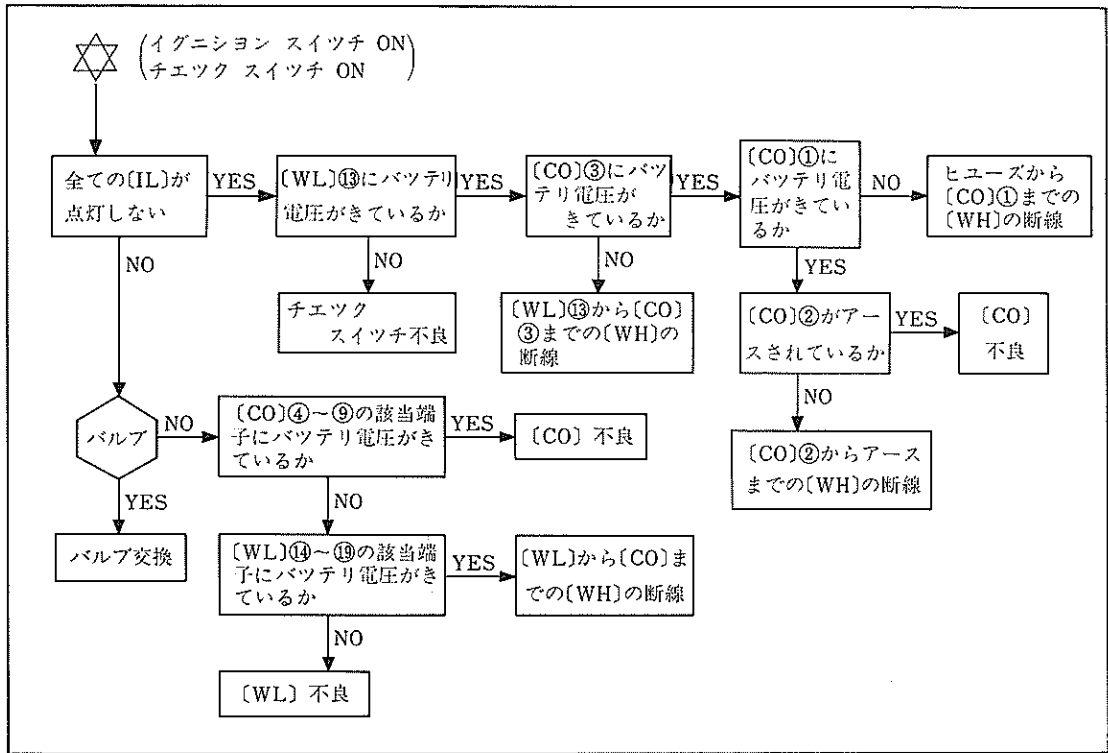 (イグニシヨン スイツチ ON)
(チエツク スイツチ ON)
全ての〔IL〕が
点灯しない
YES
〔WL〕⑬にバツテリ
電圧がきているか
YES
〔CO〕③にバツ
テリ電圧が
きているか
YES
〔CO〕①に
バツテリ電
圧がきてい
るか
NO
ヒユーズから
〔CO〕①までの
〔WH〕の断線
NO
NO
NO
YES
チエツク
スイツチ不良
〔WL〕⑬から〔CO〕
③までの〔WH〕の
断線
〔CO〕②がアー
スされているか
YES
〔CO〕
不良
NO
〔CO〕②からアース
までの〔WH〕の断線
バルブ
NO
〔CO〕④～⑨の該当端
子にバツテリ電圧がき
ているか
YES
〔CO〕不良
YES
NO
バルブ交換
〔WL〕⑭～⑲の該当端
子にバツテリ電圧がき
ているか
YES
〔WL〕から〔CO〕ま
での〔WH〕の断線
NO
〔WL〕不良